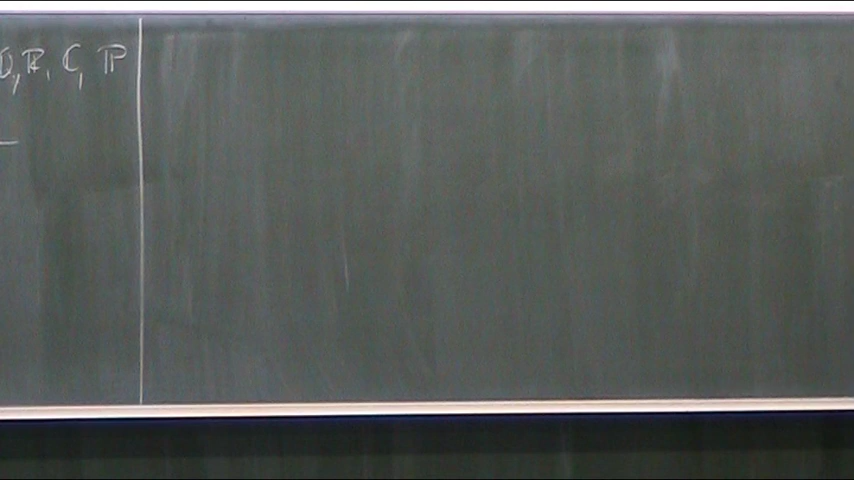 ℝ, ℂ, ℙ